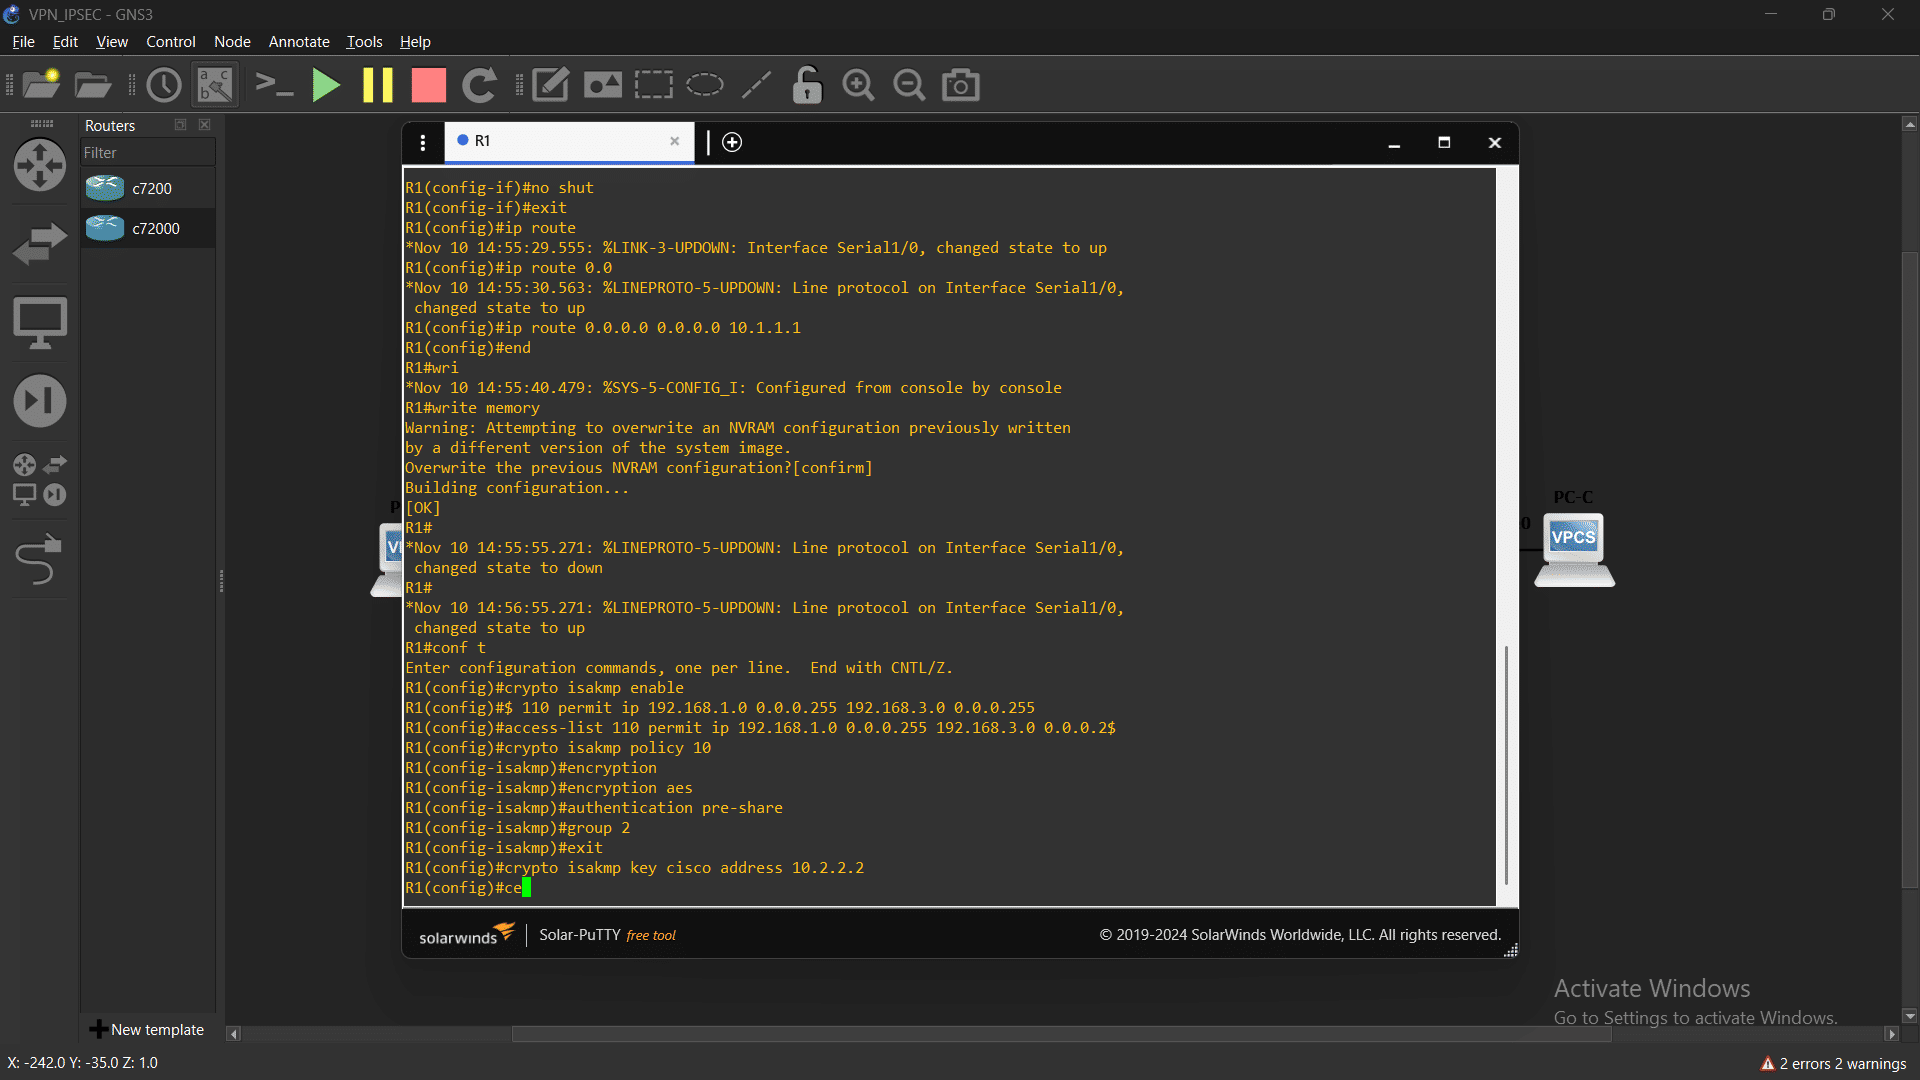 VPN_IPSEC - GNS3
File Edit View Control Node Annotate Tools Help
Routers
Filter
c7200
c72000
R1
R1(config-if)#no shut
R1(config-if)#exit
R1(config)#ip route
*Nov 10 14:55:29.555: %LINK-3-UPDOWN: Interface Serial1/0, changed state to up
R1(config)#ip route 0.0
*Nov 10 14:55:30.563: %LINEPROTO-5-UPDOWN: Line protocol on Interface Serial1/0,
changed state to up
R1(config)#ip route 0.0.0.0 0.0.0.0 10.1.1.1
R1(config)#end
R1#wri
*Nov 10 14:55:40.479: %SYS-5-CONFIG_I: Configured from console by console
R1#write memory
Warning: Attempting to overwrite an NVRAM configuration previously written
by a different version of the system image.
Overwrite the previous NVRAM configuration?[confirm]
Building configuration...
[OK]
R1#
*Nov 10 14:55:55.271: %LINEPROTO-5-UPDOWN: Line protocol on Interface Serial1/0,
changed state to down
R1#
*Nov 10 14:56:55.271: %LINEPROTO-5-UPDOWN: Line protocol on Interface Serial1/0,
changed state to up
R1#conf t
Enter configuration commands, one per line.  End with CNTL/Z.
R1(config)#crypto isakmp enable
R1(config)#$ 110 permit ip 192.168.1.0 0.0.0.255 192.168.3.0 0.0.0.255
R1(config)#access-list 110 permit ip 192.168.1.0 0.0.0.255 192.168.3.0 0.0.0.2$
R1(config)#crypto isakmp policy 10
R1(config-isakmp)#encryption
R1(config-isakmp)#encryption aes
R1(config-isakmp)#authentication pre-share
R1(config-isakmp)#group 2
R1(config-isakmp)#exit
R1(config)#crypto isakmp key cisco address 10.2.2.2
R1(config)#ce
solarwinds Solar-PuTTY free tool © 2019-2024 SolarWinds Worldwide, LLC. All rights reserved.
PC-C
VPCS
Activate Windows
Go to Settings to activate Windows.
New template
X: -242.0 Y: -35.0 Z: 1.0
2 errors 2 warnings